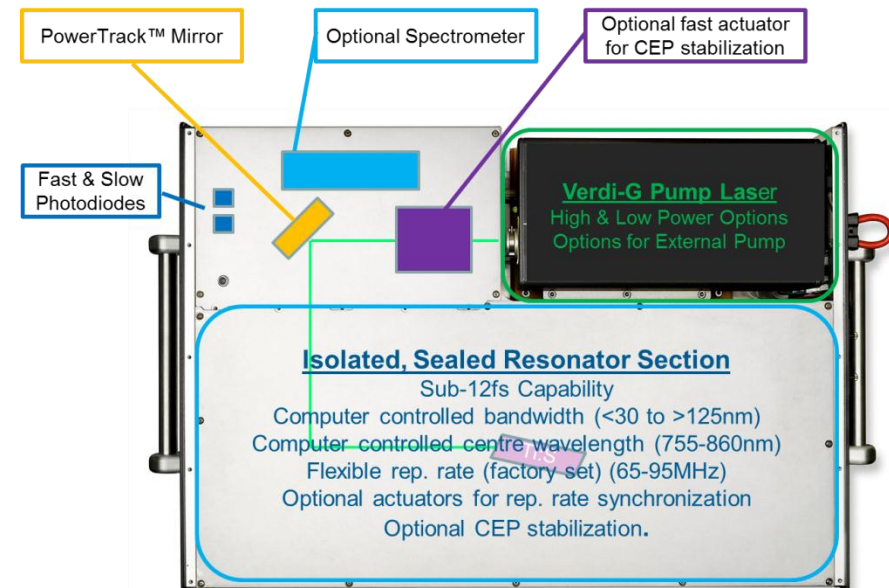 PowerTrack™ Mirror
Optional Spectrometer
Optional fast actuator
for CEP stabilization
Fast & Slow
Photodiodes
Verdi-G Pump Laser
High & Low Power Options
Options for External Pump
Isolated, Sealed Resonator Section
Sub-12fs Capability
Computer controlled bandwidth (<30 to >125nm)
Computer controlled centre wavelength (755-860nm)
Ti:S
Flexible rep. rate (factory set) (65-95MHz)
Optional actuators for rep. rate synchronization
Optional CEP stabilization.